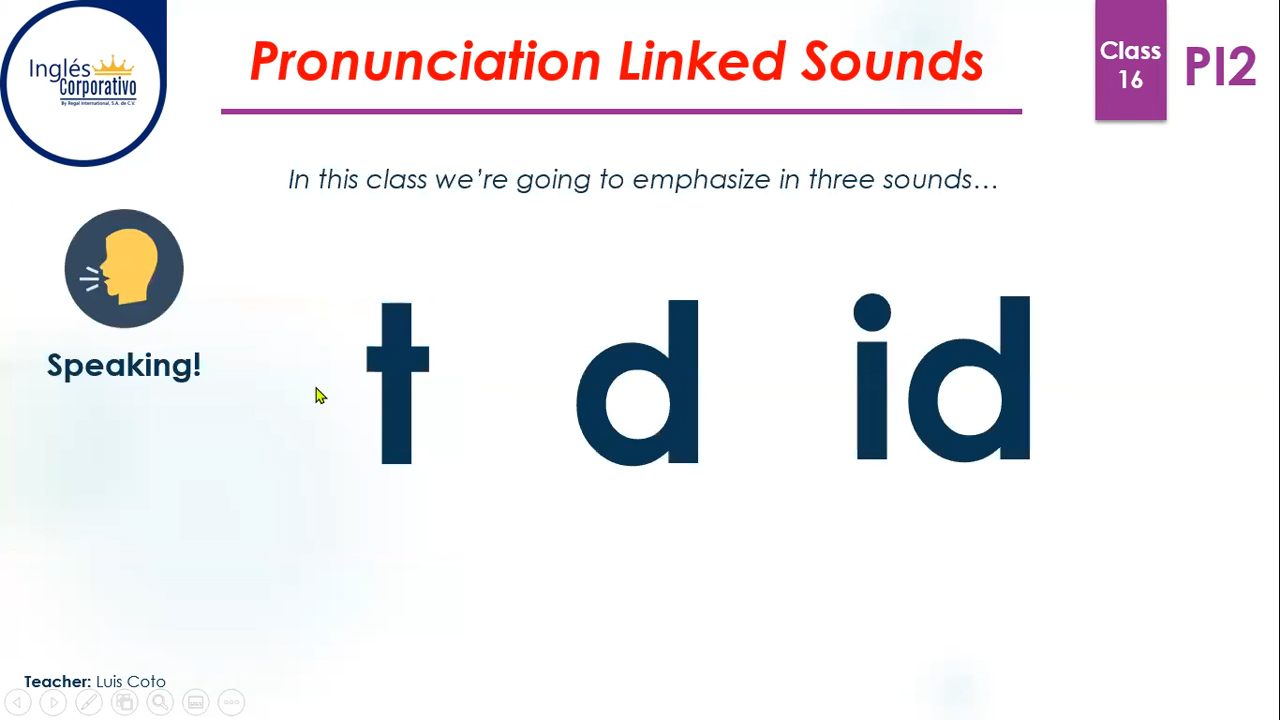 Inglés
Corporativo
By Regal International, S.A. de C.V.
Pronunciation Linked Sounds
Class
16
PI2
In this class we’re going to emphasize in three sounds…
Speaking!
t d id
Teacher: Luis Coto